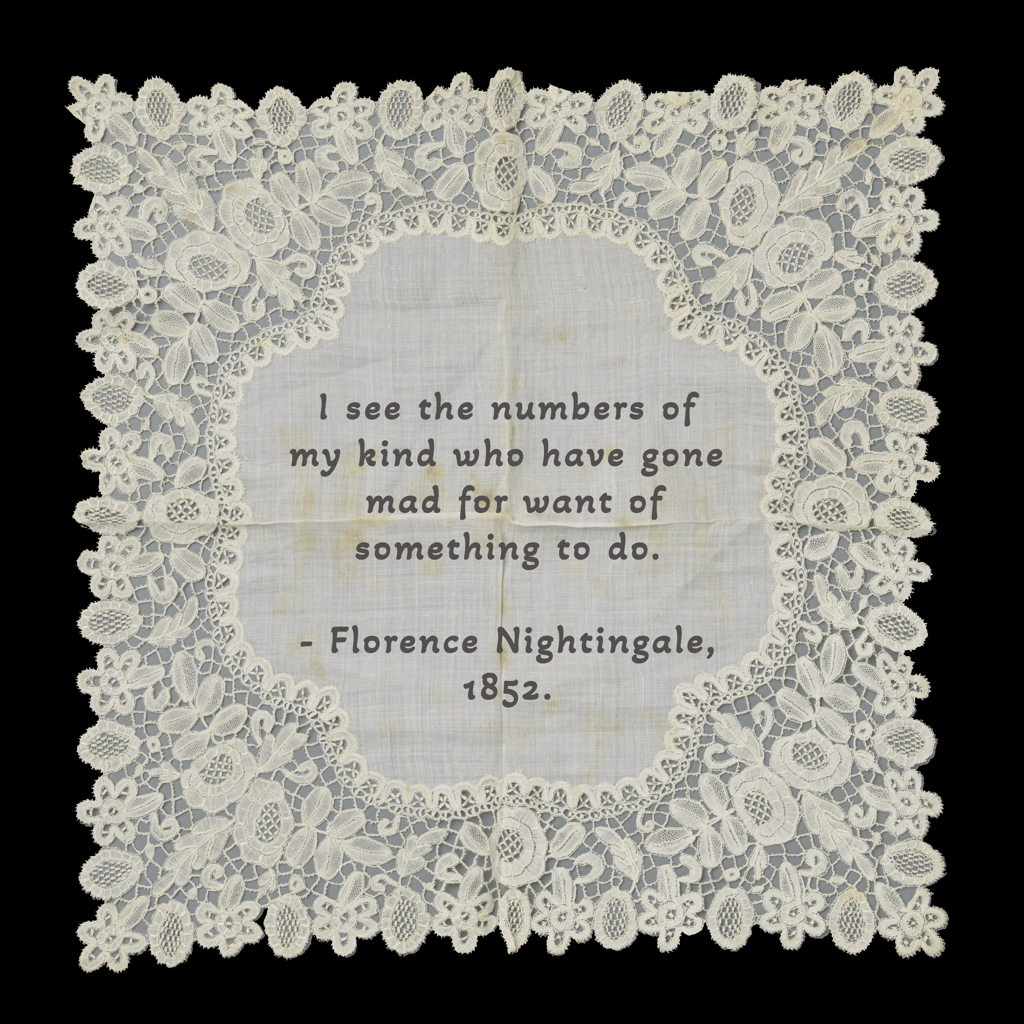 I see the numbers of
my kind who have gone
mad for want of
something to do.
- Florence Nightingale,
1852.